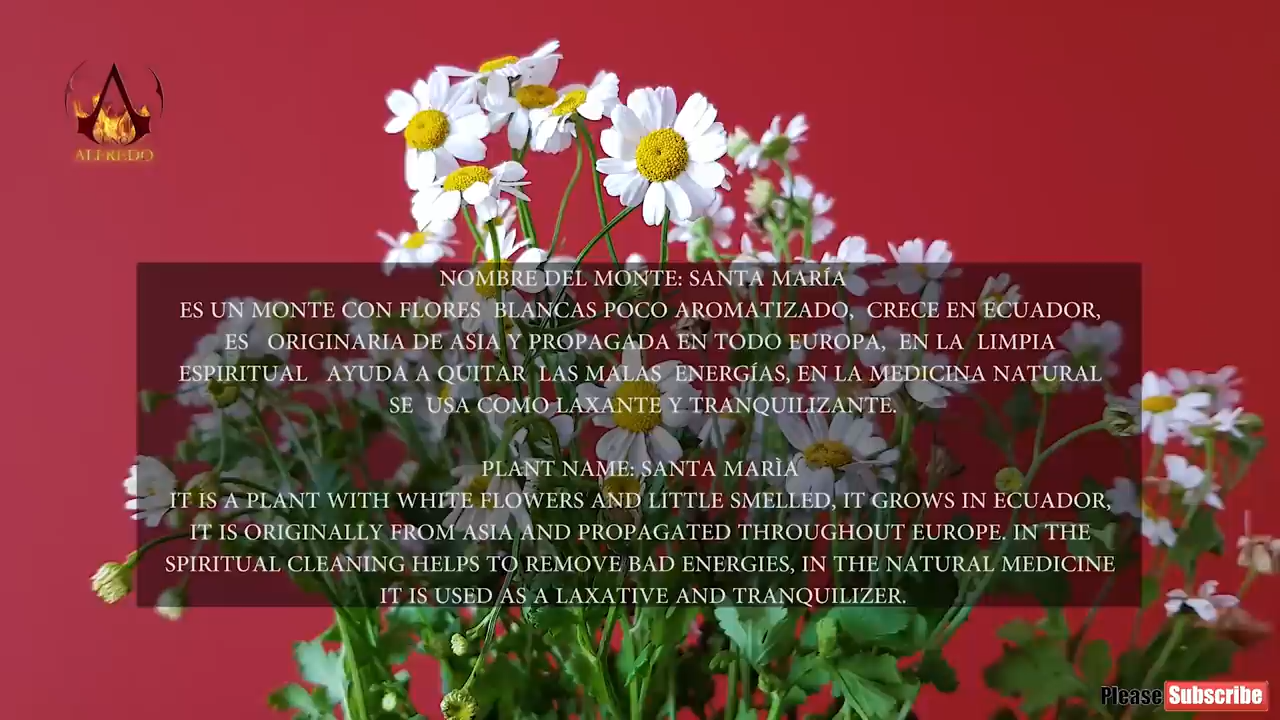 ALFREDO
NOMBRE DEL MONTE: SANTA MARÍA
ES UN MONTE CON FLORES BLANCAS POCO AROMATIZADO, CRECE EN ECUADOR,
ES ORIGINARIA DE ASIA Y PROPAGADA EN TODO EUROPA, EN LA LIMPIA
ESPIRITUAL AYUDA A QUITAR LAS MALAS ENERGÍAS, EN LA MEDICINA NATURAL
SE USA COMO LAXANTE Y TRANQUILIZANTE.
PLANT NAME: SANTA MARÌA
IT IS A PLANT WITH WHITE FLOWERS AND LITTLE SMELLED, IT GROWS IN ECUADOR,
IT IS ORIGINALLY FROM ASIA AND PROPAGATED THROUGHOUT EUROPE. IN THE
SPIRITUAL CLEANING HELPS TO REMOVE BAD ENERGIES, IN THE NATURAL MEDICINE
IT IS USED AS A LAXATIVE AND TRANQUILIZER.
Please Subscribe